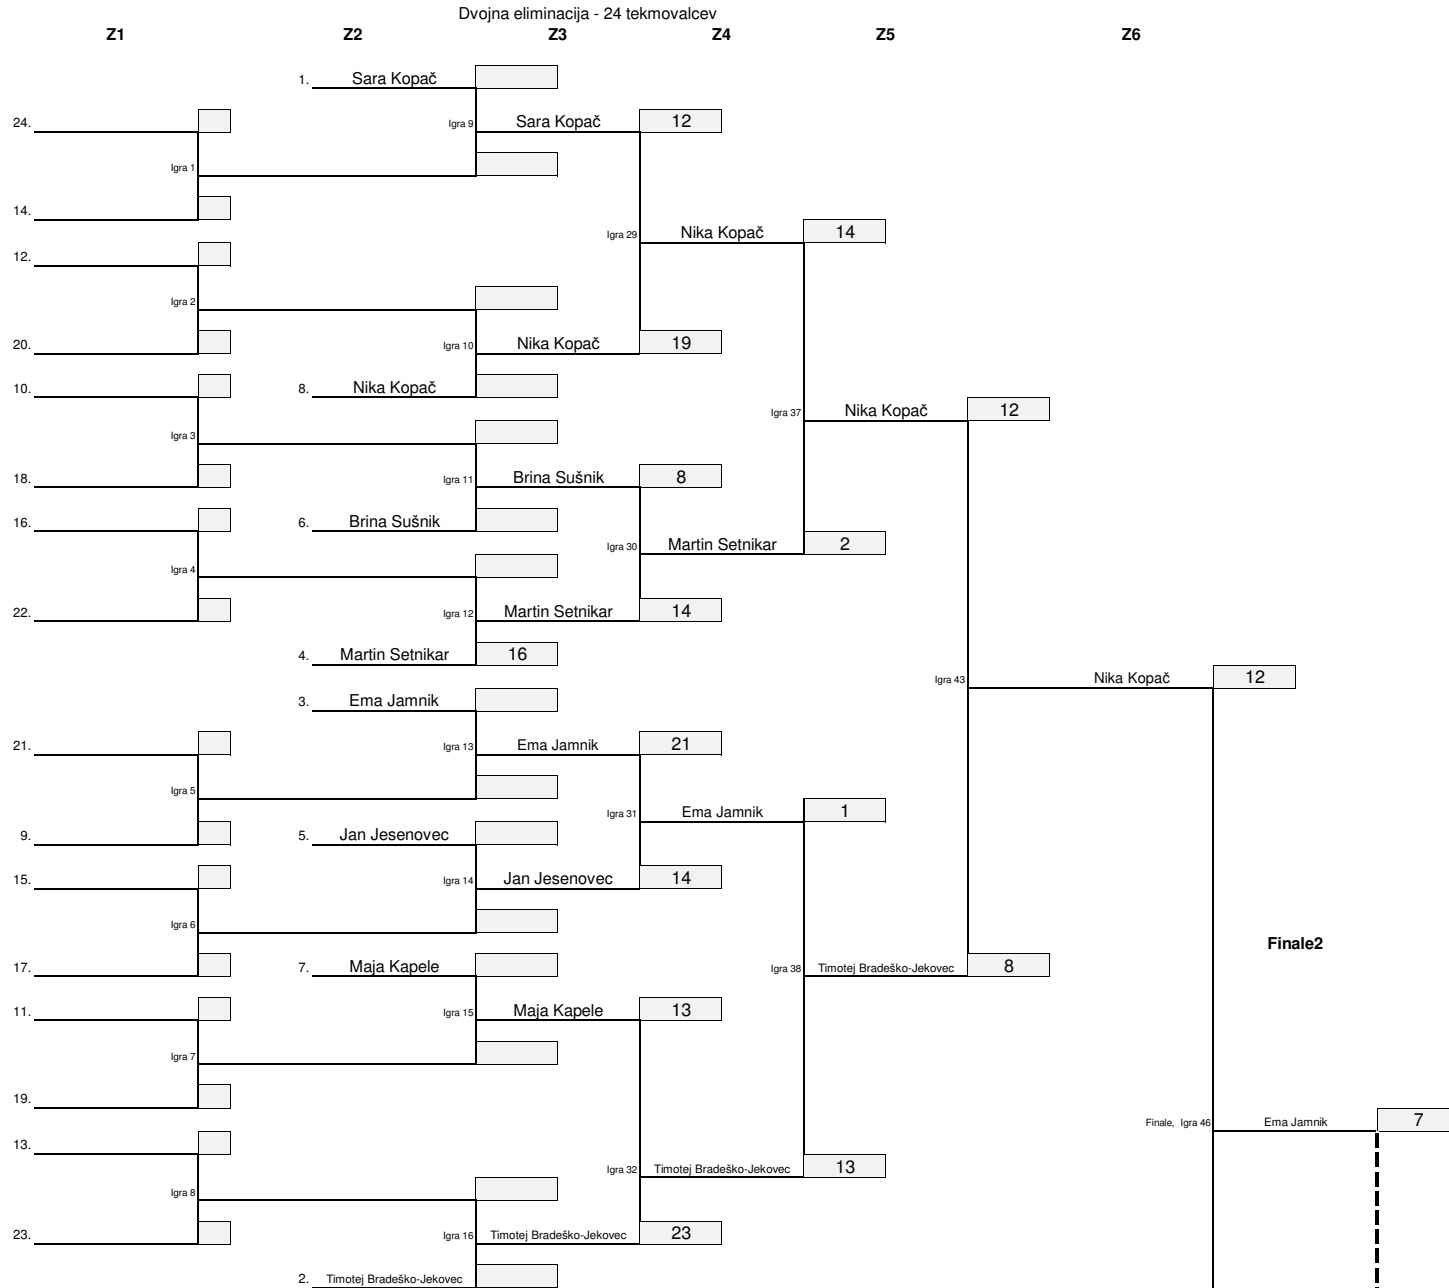 Dvojna eliminacija - 24 tekmovalcev
Z1 Z2 Z3 Z4 Z5 Z6
1. Sara Kopač
24. Igra 9 Sara Kopač 12
Igra 1
14.
Igra 29 Nika Kopač 14
12.
Igra 2
20. Igra 10 Nika Kopač 19
10. 8. Nika Kopač
Igra 37 Nika Kopač 12
Igra 3
18. Igra 11 Brina Sušnik 8
16. 6. Brina Sušnik
Igra 30 Martin Setnikar 2
Igra 4
22. Igra 12 Martin Setnikar 14
4. Martin Setnikar 16
Igra 43 Nika Kopač 12
3. Ema Jamnik
21. Igra 13 Ema Jamnik 21
Igra 5
Igra 31 Ema Jamnik 1
9. 5. Jan Jesenovec
15. Igra 14 Jan Jesenovec 14
Igra 6
Finale2
17. 7. Maja Kapele Igra 38 Timotej Bradeško-Jekovec 8
11. Igra 15 Maja Kapele 13
Igra 7
19.
Finale, Igra 46 Ema Jamnik 7
13.
Igra 32 Timotej Bradeško-Jekovec 13
Igra 8
23. Igra 16 Timotej Bradeško-Jekovec 23
2. Timotej Bradeško-Jekovec